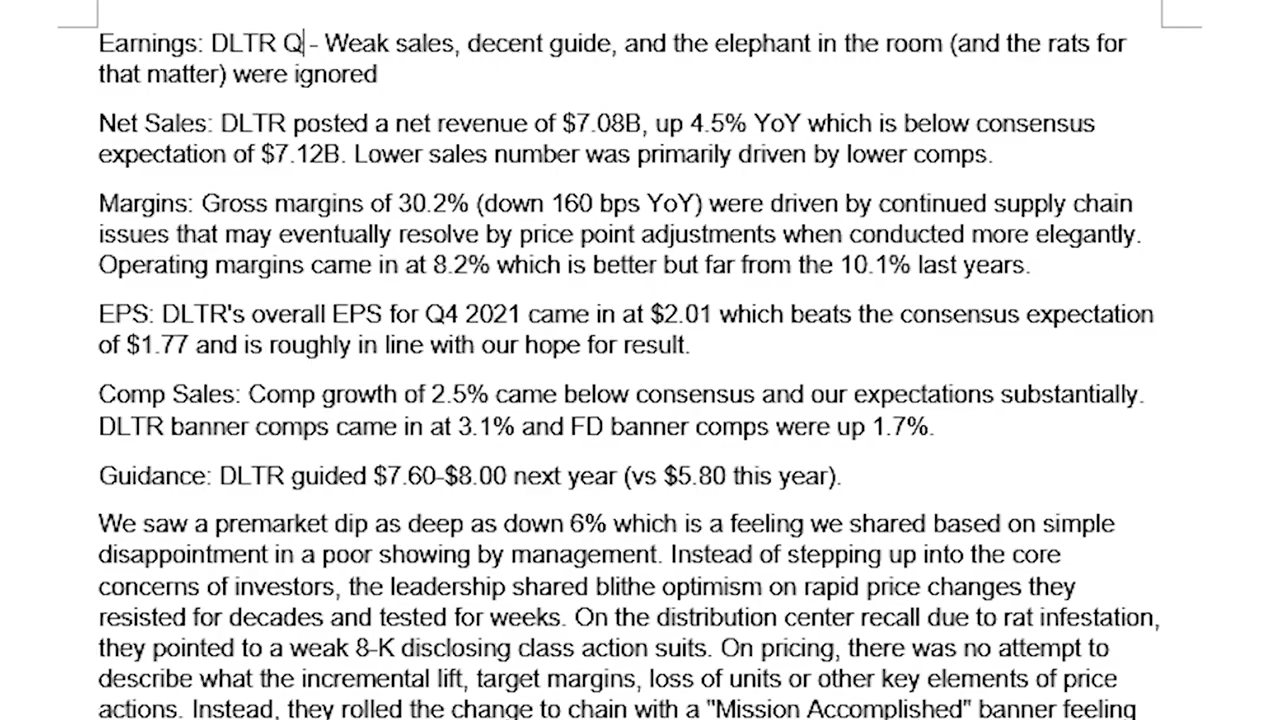 Earnings: DLTR Q - Weak sales, decent guide, and the elephant in the room (and the rats for
that matter) were ignored
Net Sales: DLTR posted a net revenue of $7.08B, up 4.5% YoY which is below consensus
expectation of $7.12B. Lower sales number was primarily driven by lower comps.
Margins: Gross margins of 30.2% (down 160 bps YoY) were driven by continued supply chain
issues that may eventually resolve by price point adjustments when conducted more elegantly.
Operating margins came in at 8.2% which is better but far from the 10.1% last years.
EPS: DLTR's overall EPS for Q4 2021 came in at $2.01 which beats the consensus expectation
of $1.77 and is roughly in line with our hope for result.
Comp Sales: Comp growth of 2.5% came below consensus and our expectations substantially.
DLTR banner comps came in at 3.1% and FD banner comps were up 1.7%.
Guidance: DLTR guided $7.60-$8.00 next year (vs $5.80 this year).
We saw a premarket dip as deep as down 6% which is a feeling we shared based on simple
disappointment in a poor showing by management. Instead of stepping up into the core
concerns of investors, the leadership shared blithe optimism on rapid price changes they
resisted for decades and tested for weeks. On the distribution center recall due to rat infestation,
they pointed to a weak 8-K disclosing class action suits. On pricing, there was no attempt to
describe what the incremental lift, target margins, loss of units or other key elements of price
actions. Instead, they rolled the change to chain with a "Mission Accomplished" banner feeling